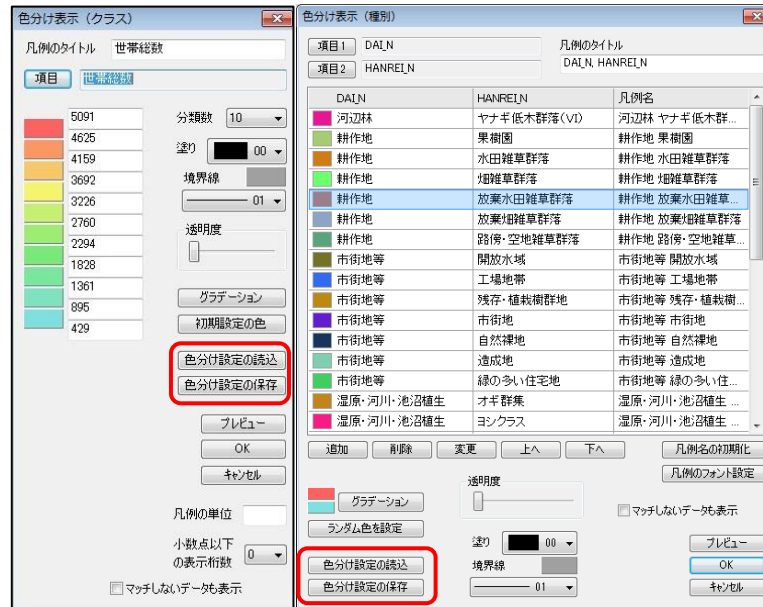 色分け表示（クラス）
凡例のタイトル 世帯総数
項目 世帯総数
5091
4625
4159
3692
3226
2760
2294
1828
1361
895
429
分類数 10
塗り 00
境界線
01
透明度
グラデーション
初期設定の色
色分け設定の読込
色分け設定の保存
プレビュー
OK
キャンセル
凡例の単位
小数点以下
の表示桁数 0
マッチしないデータも表示
色分け表示（種別）
項目1 DAI_N
項目2 HANREI_N
凡例のタイトル
DAI_N, HANREI_N
DAI_N HANREI_N 凡例名
河辺林 ヤナギ低木群落(VI) 河辺林 ヤナギ低木群...
耕作地 果樹園 耕作地 果樹園
耕作地 水田雑草群落 耕作地 水田雑草群落
耕作地 畑雑草群落 耕作地 畑雑草群落
耕作地 放棄水田雑草群落 耕作地 放棄水田雑草...
耕作地 放棄畑雑草群落 耕作地 放棄畑雑草群落
耕作地 路傍・空地雑草群落 耕作地 路傍・空地雑草...
市街地等 開放水域 市街地等 開放水域
市街地等 工場地帯 市街地等 工場地帯
市街地等 残存・植栽樹群地 市街地等 残存・植栽樹...
市街地等 市街地 市街地等 市街地
市街地等 自然裸地 市街地等 自然裸地
市街地等 造成地 市街地等 造成地
市街地等 緑の多い住宅地 市街地等 緑の多い住...
湿原・河川・池沼植生 オギ群集 湿原・河川・池沼植生 ...
湿原・河川・池沼植生 ヨシクラス 湿原・河川・池沼植生 ...
追加 削除 変更 上へ 下へ 凡例名の初期化
凡例のフォント設定
グラデーション
ランダム色を設定
透明度
マッチしないデータも表示
色分け設定の読込
色分け設定の保存
塗り 00
境界線
01
プレビュー
OK
キャンセル